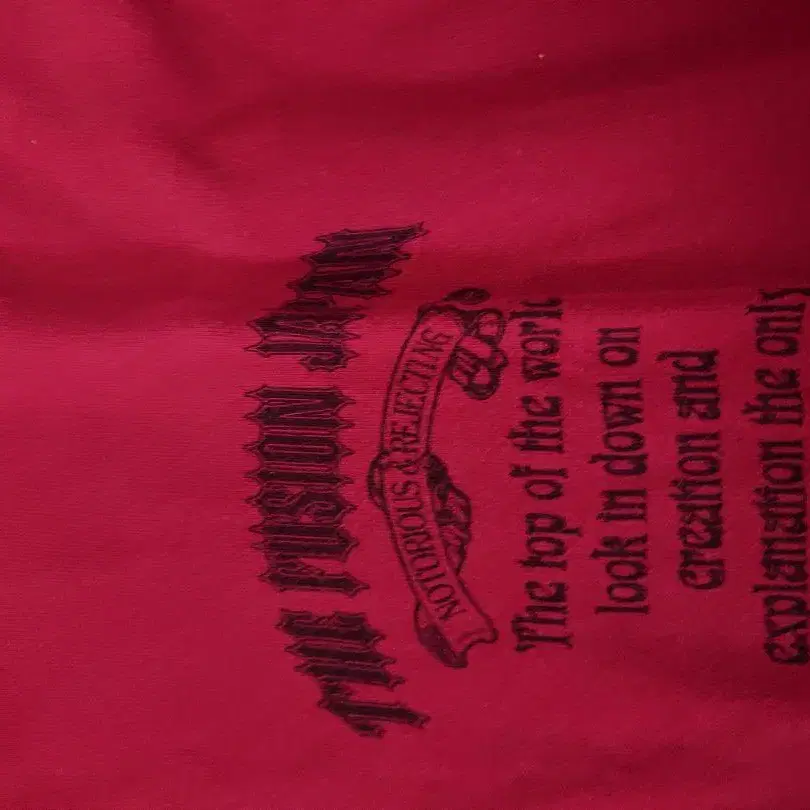 THE FUSION JAPAN
NOTORIOUS & REJECTING
The top of the world
look in down on
creation and
explanation the only